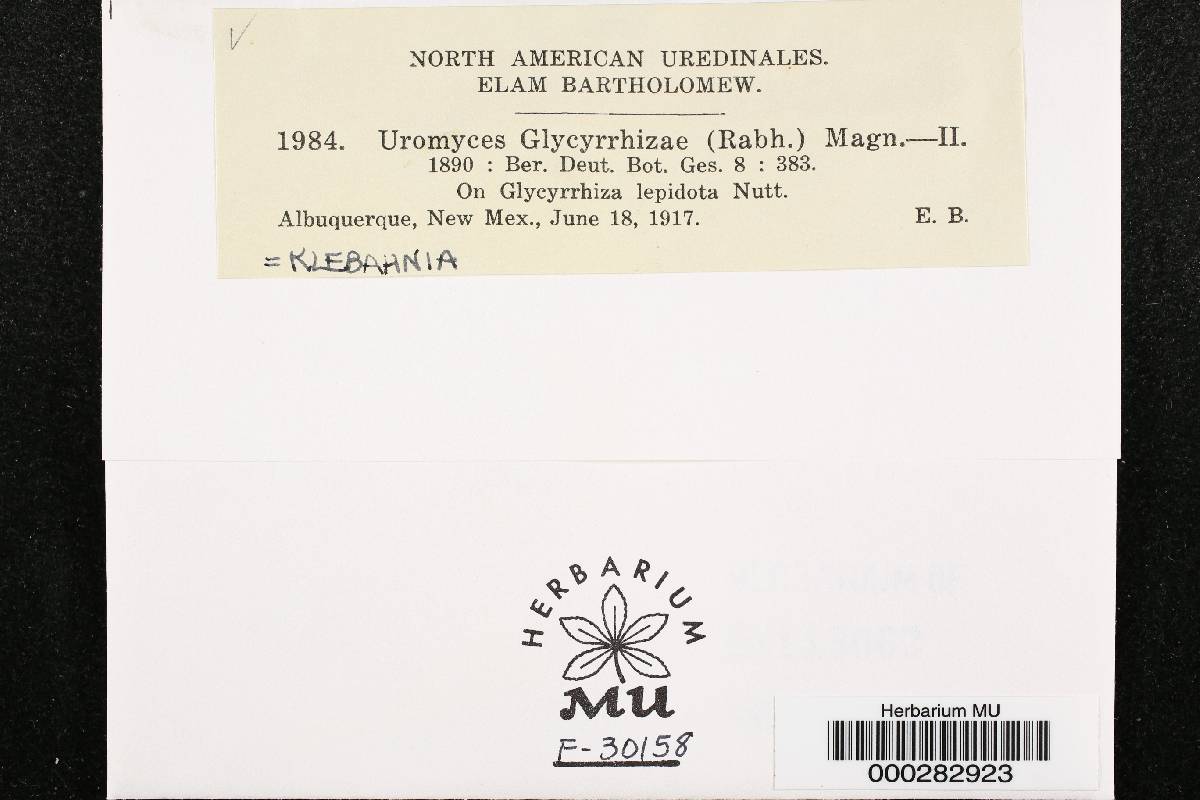 NORTH AMERICAN UREDINALES.
ELAM BARTHOLOMEW.
1984. Uromyces Glycyrrhizae (Rabh.) Magn.—II.
1890 : Ber. Deut. Bot. Ges. 8 : 383.
On Glycyrrhiza lepidota Nutt.
Albuquerque, New Mex., June 18, 1917. E. B.
= KLEBAHNIA
HERBARIUM
MU
F-30158
Herbarium MU
000282923